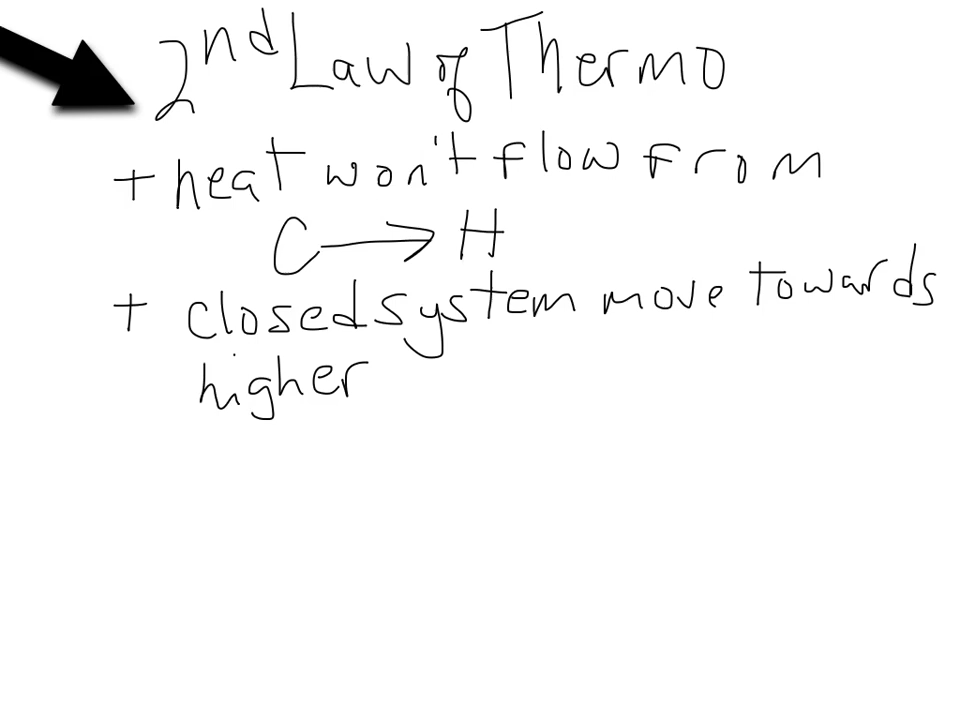 2nd Law of Thermo
+ heat won't flow from
C → H
+ closed system move towards
higher